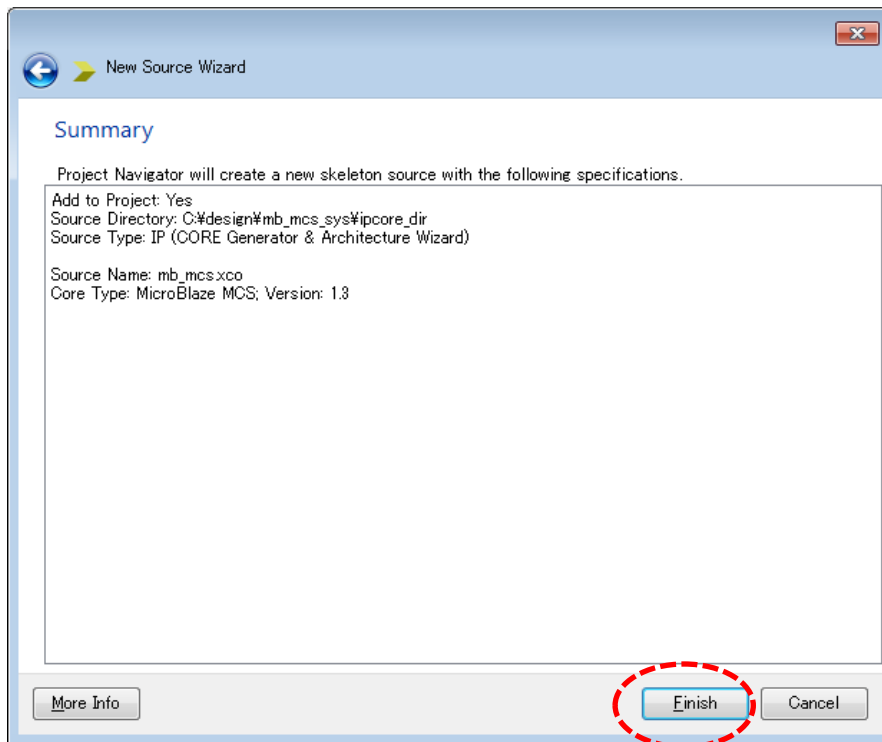 New Source Wizard
Summary
Project Navigator will create a new skeleton source with the following specifications.
Add to Project: Yes
Source Directory: C:¥design¥mb_mcs_sys¥ipcore_dir
Source Type: IP (CORE Generator & Architecture Wizard)
Source Name: mb_mcs.xco
Core Type: MicroBlaze MCS; Version: 1.3
More Info
Finish
Cancel